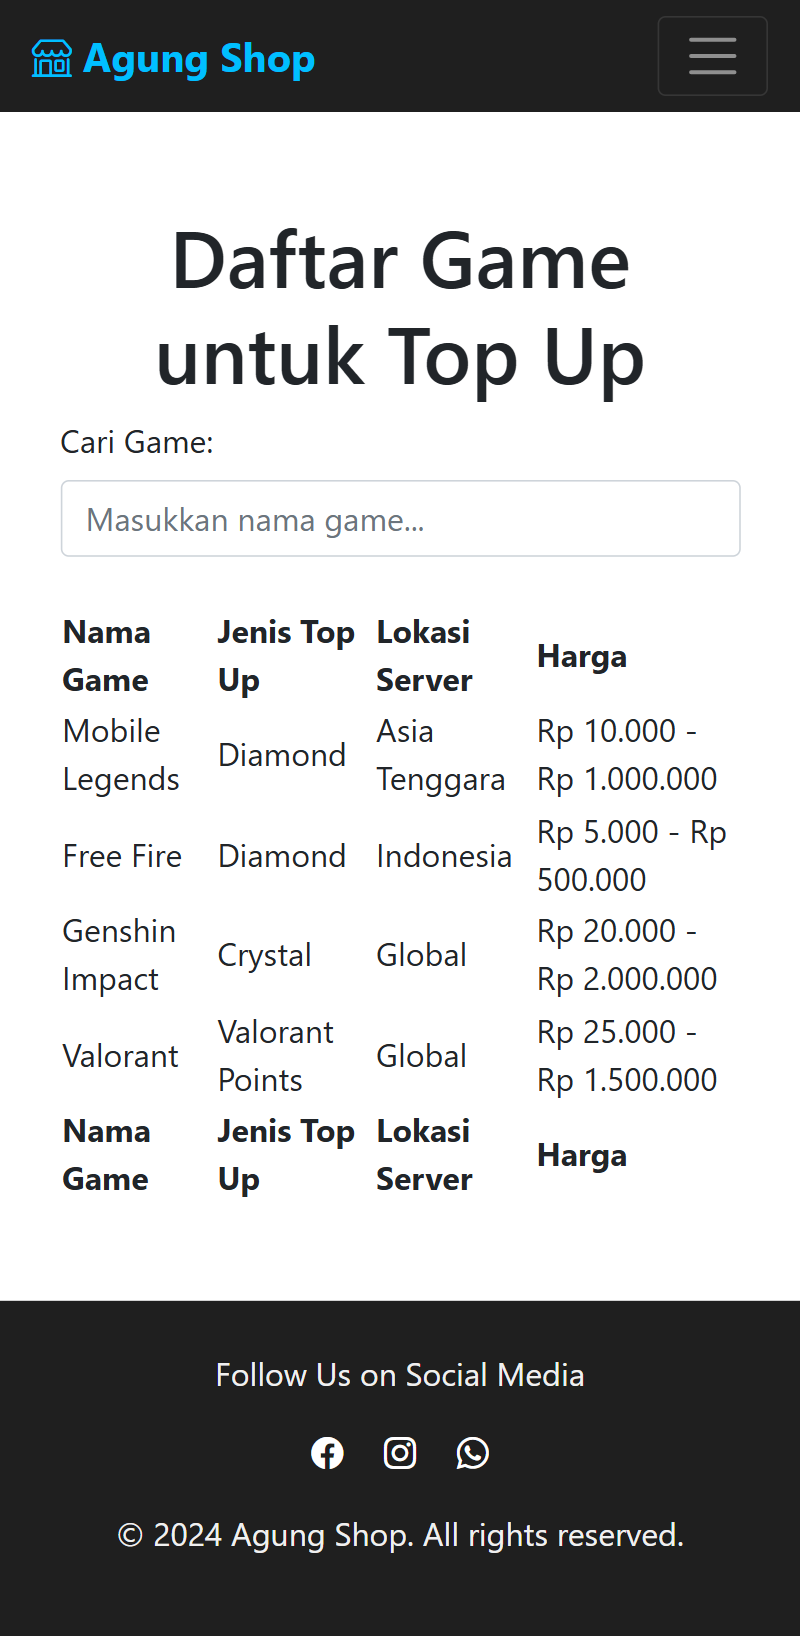 Agung Shop
Daftar Game
untuk Top Up
Cari Game:
Masukkan nama game...
Nama Game Jenis Top Up Lokasi Server Harga
Mobile Legends Diamond Asia Tenggara Rp 10.000 - Rp 1.000.000
Free Fire Diamond Indonesia Rp 5.000 - Rp 500.000
Genshin Impact Crystal Global Rp 20.000 - Rp 2.000.000
Valorant Valorant Points Global Rp 25.000 - Rp 1.500.000
Nama Game Jenis Top Up Lokasi Server Harga
Follow Us on Social Media
© 2024 Agung Shop. All rights reserved.